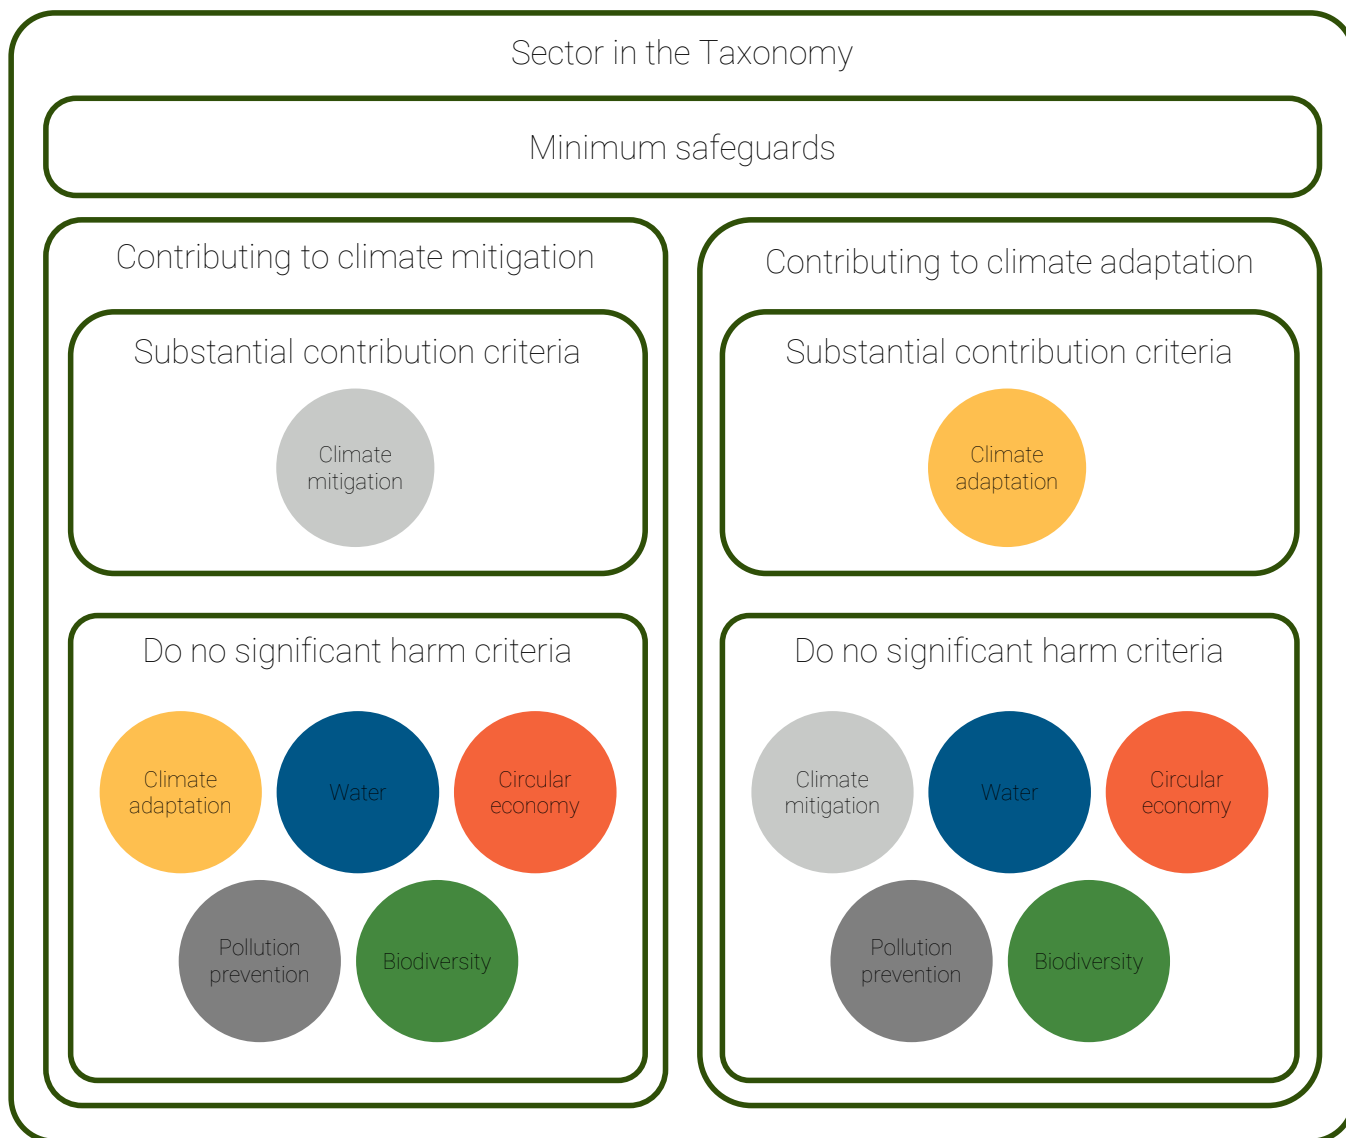 Sector in the Taxonomy
Minimum safeguards
Contributing to climate mitigation
Substantial contribution criteria
Climate
mitigation
Do no significant harm criteria
Climate
adaptation
Water
Circular
economy
Pollution
prevention
Biodiversity
Contributing to climate adaptation
Substantial contribution criteria
Climate
adaptation
Do no significant harm criteria
Climate
mitigation
Water
Circular
economy
Pollution
prevention
Biodiversity